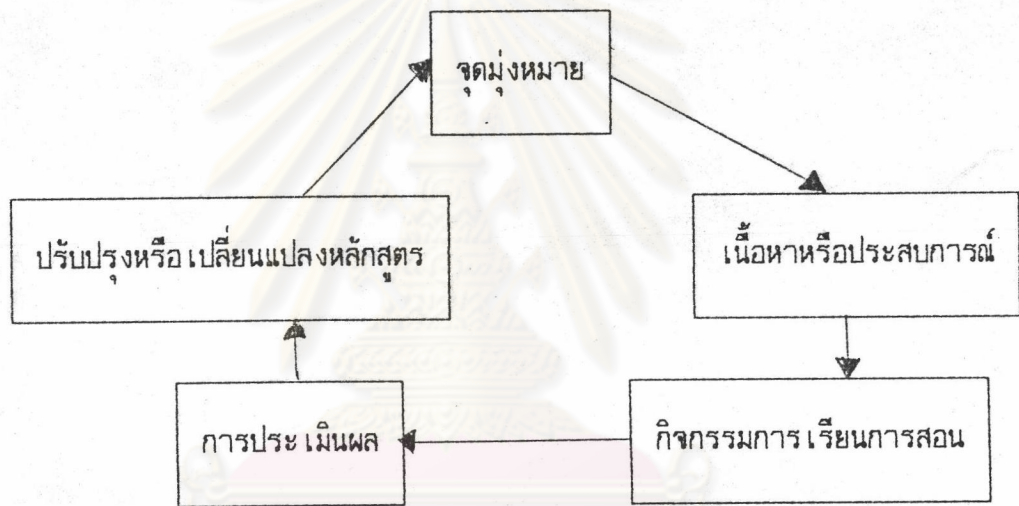 จุดมุ่งหมาย
ปรับปรุงหรือเปลี่ยนแปลงหลักสูตร
เนื้อหาหรือประสบการณ์
การประเมินผล
กิจกรรมการเรียนการสอน